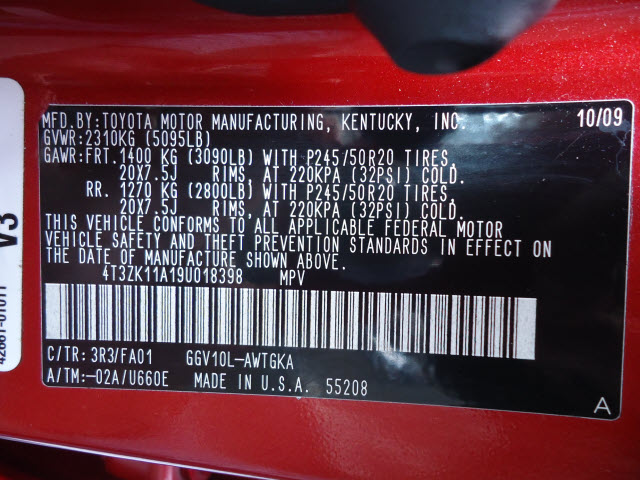 MFD.BY:TOYOTA MOTOR MANUFACTURING, KENTUCKY, INC. 10/09
GVWR:2310KG (5095LB)
GAWR:FRT.1400 KG (3090LB) WITH P245/50R20 TIRES,
20X7.5J RIMS, AT 220KPA (32PSI) COLD.
RR. 1270 KG (2800LB) WITH P245/50R20 TIRES,
20X7.5J RIMS, AT 220KPA (32PSI) COLD.
THIS VEHICLE CONFORMS TO ALL APPLICABLE FEDERAL MOTOR
VEHICLE SAFETY AND THEFT PREVENTION STANDARDS IN EFFECT ON
THE DATE OF MANUFACTURE SHOWN ABOVE.
4T3ZK11A19U018398 MPV
C/TR: 3R3/FA01 GGV10L-AWTGKA
A/TM:-02A/U660E MADE IN U.S.A. 55208
A
V3